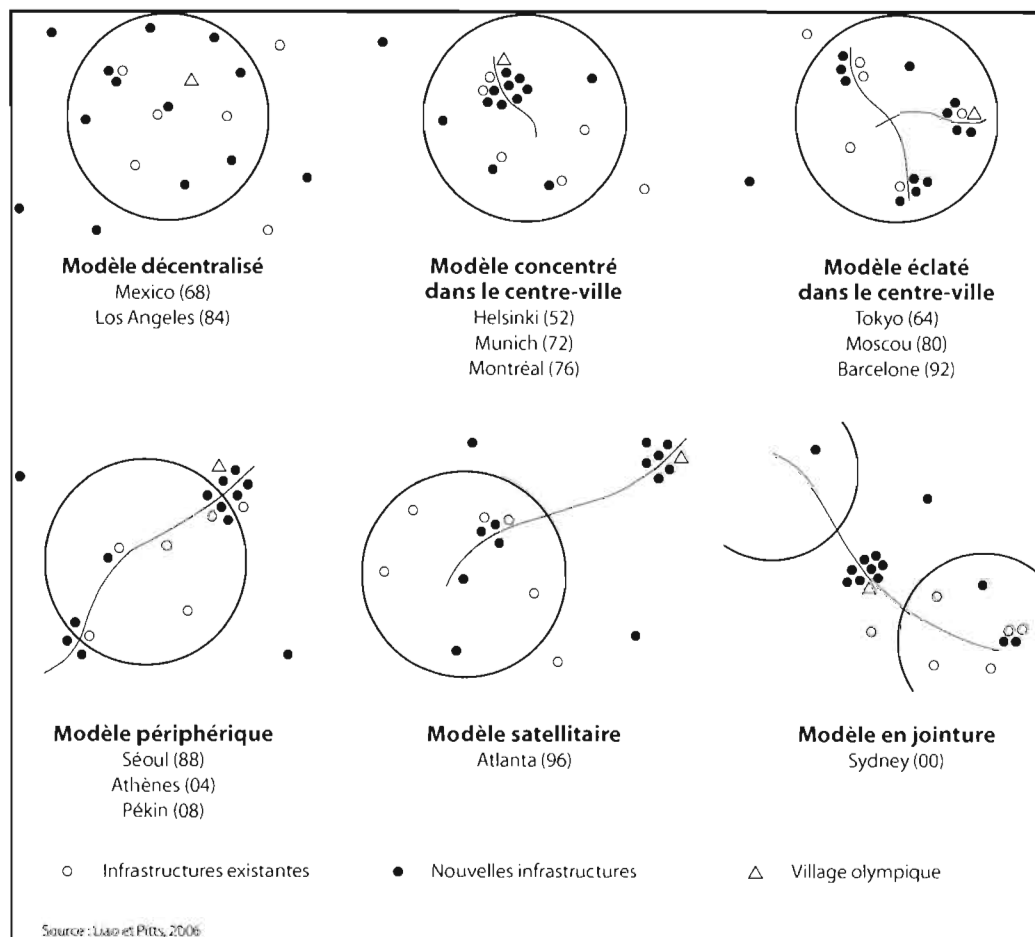 Modèle décentralisé
Mexico (68)
Los Angeles (84)
Modèle concentré
dans le centre-ville
Helsinki (52)
Munich (72)
Montréal (76)
Modèle éclaté
dans le centre-ville
Tokyo (64)
Moscou (80)
Barcelone (92)
Modèle périphérique
Séoul (88)
Athènes (04)
Pékin (08)
Modèle satellitaire
Atlanta (96)
Modèle en jointure
Sydney (00)
Infrastructures existantes
Nouvelles infrastructures
Village olympique
Source : Liao et Pitts, 2006